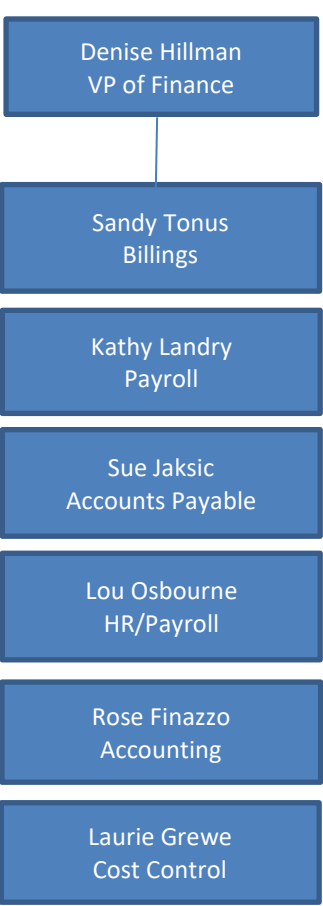 Denise Hillman
VP of Finance
Sandy Tonus
Billings
Kathy Landry
Payroll
Sue Jaksic
Accounts Payable
Lou Osbourne
HR/Payroll
Rose Finazzo
Accounting
Laurie Grewe
Cost Control